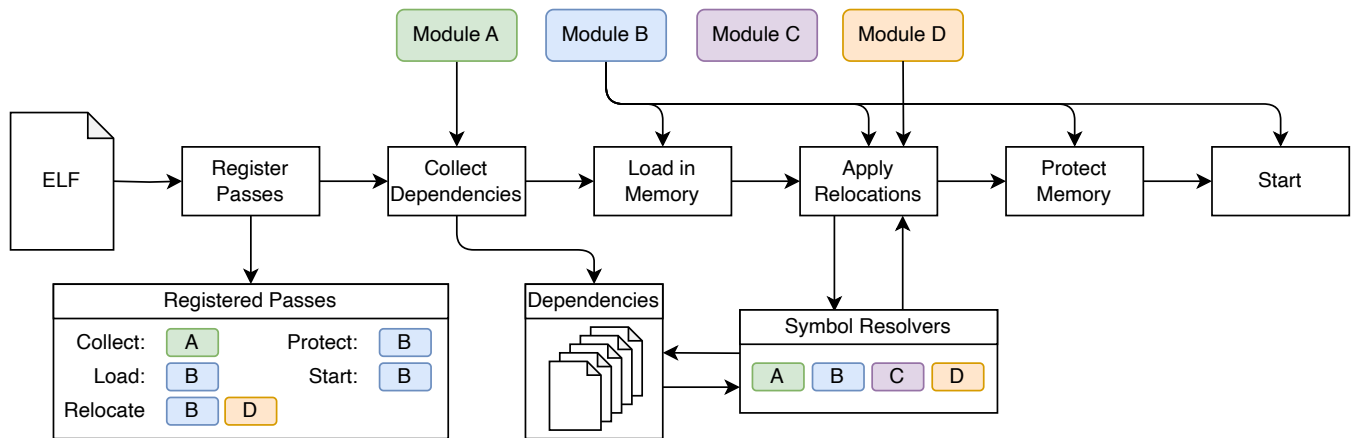 Module A
Module B
Module C
Module D
ELF
Register
Passes
Collect
Dependencies
Load in
Memory
Apply
Relocations
Protect
Memory
Start
Registered Passes
Collect: A
Protect: B
Load: B
Start: B
Relocate B D
Dependencies
Symbol Resolvers
A B C D